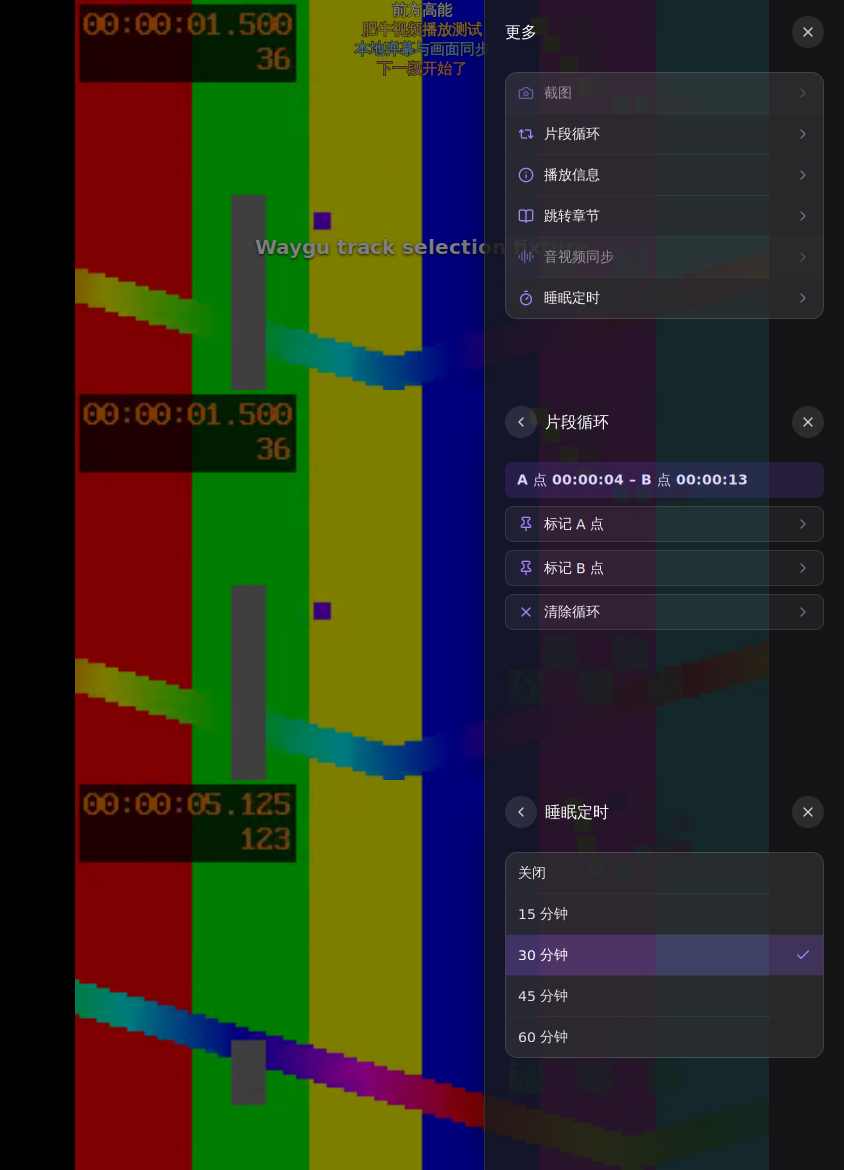 00:00:01.500
36
前方高能
肥牛视频播放测试
本地弹幕与画面同步
下一段开始了
Waygu track selection fixture
更多
截图
片段循环
播放信息
跳转章节
音视频同步
睡眠定时
00:00:01.500
36
片段循环
A 点 00:00:04 – B 点 00:00:13
标记 A 点
标记 B 点
清除循环
00:00:05.125
123
睡眠定时
关闭
15 分钟
30 分钟
45 分钟
60 分钟